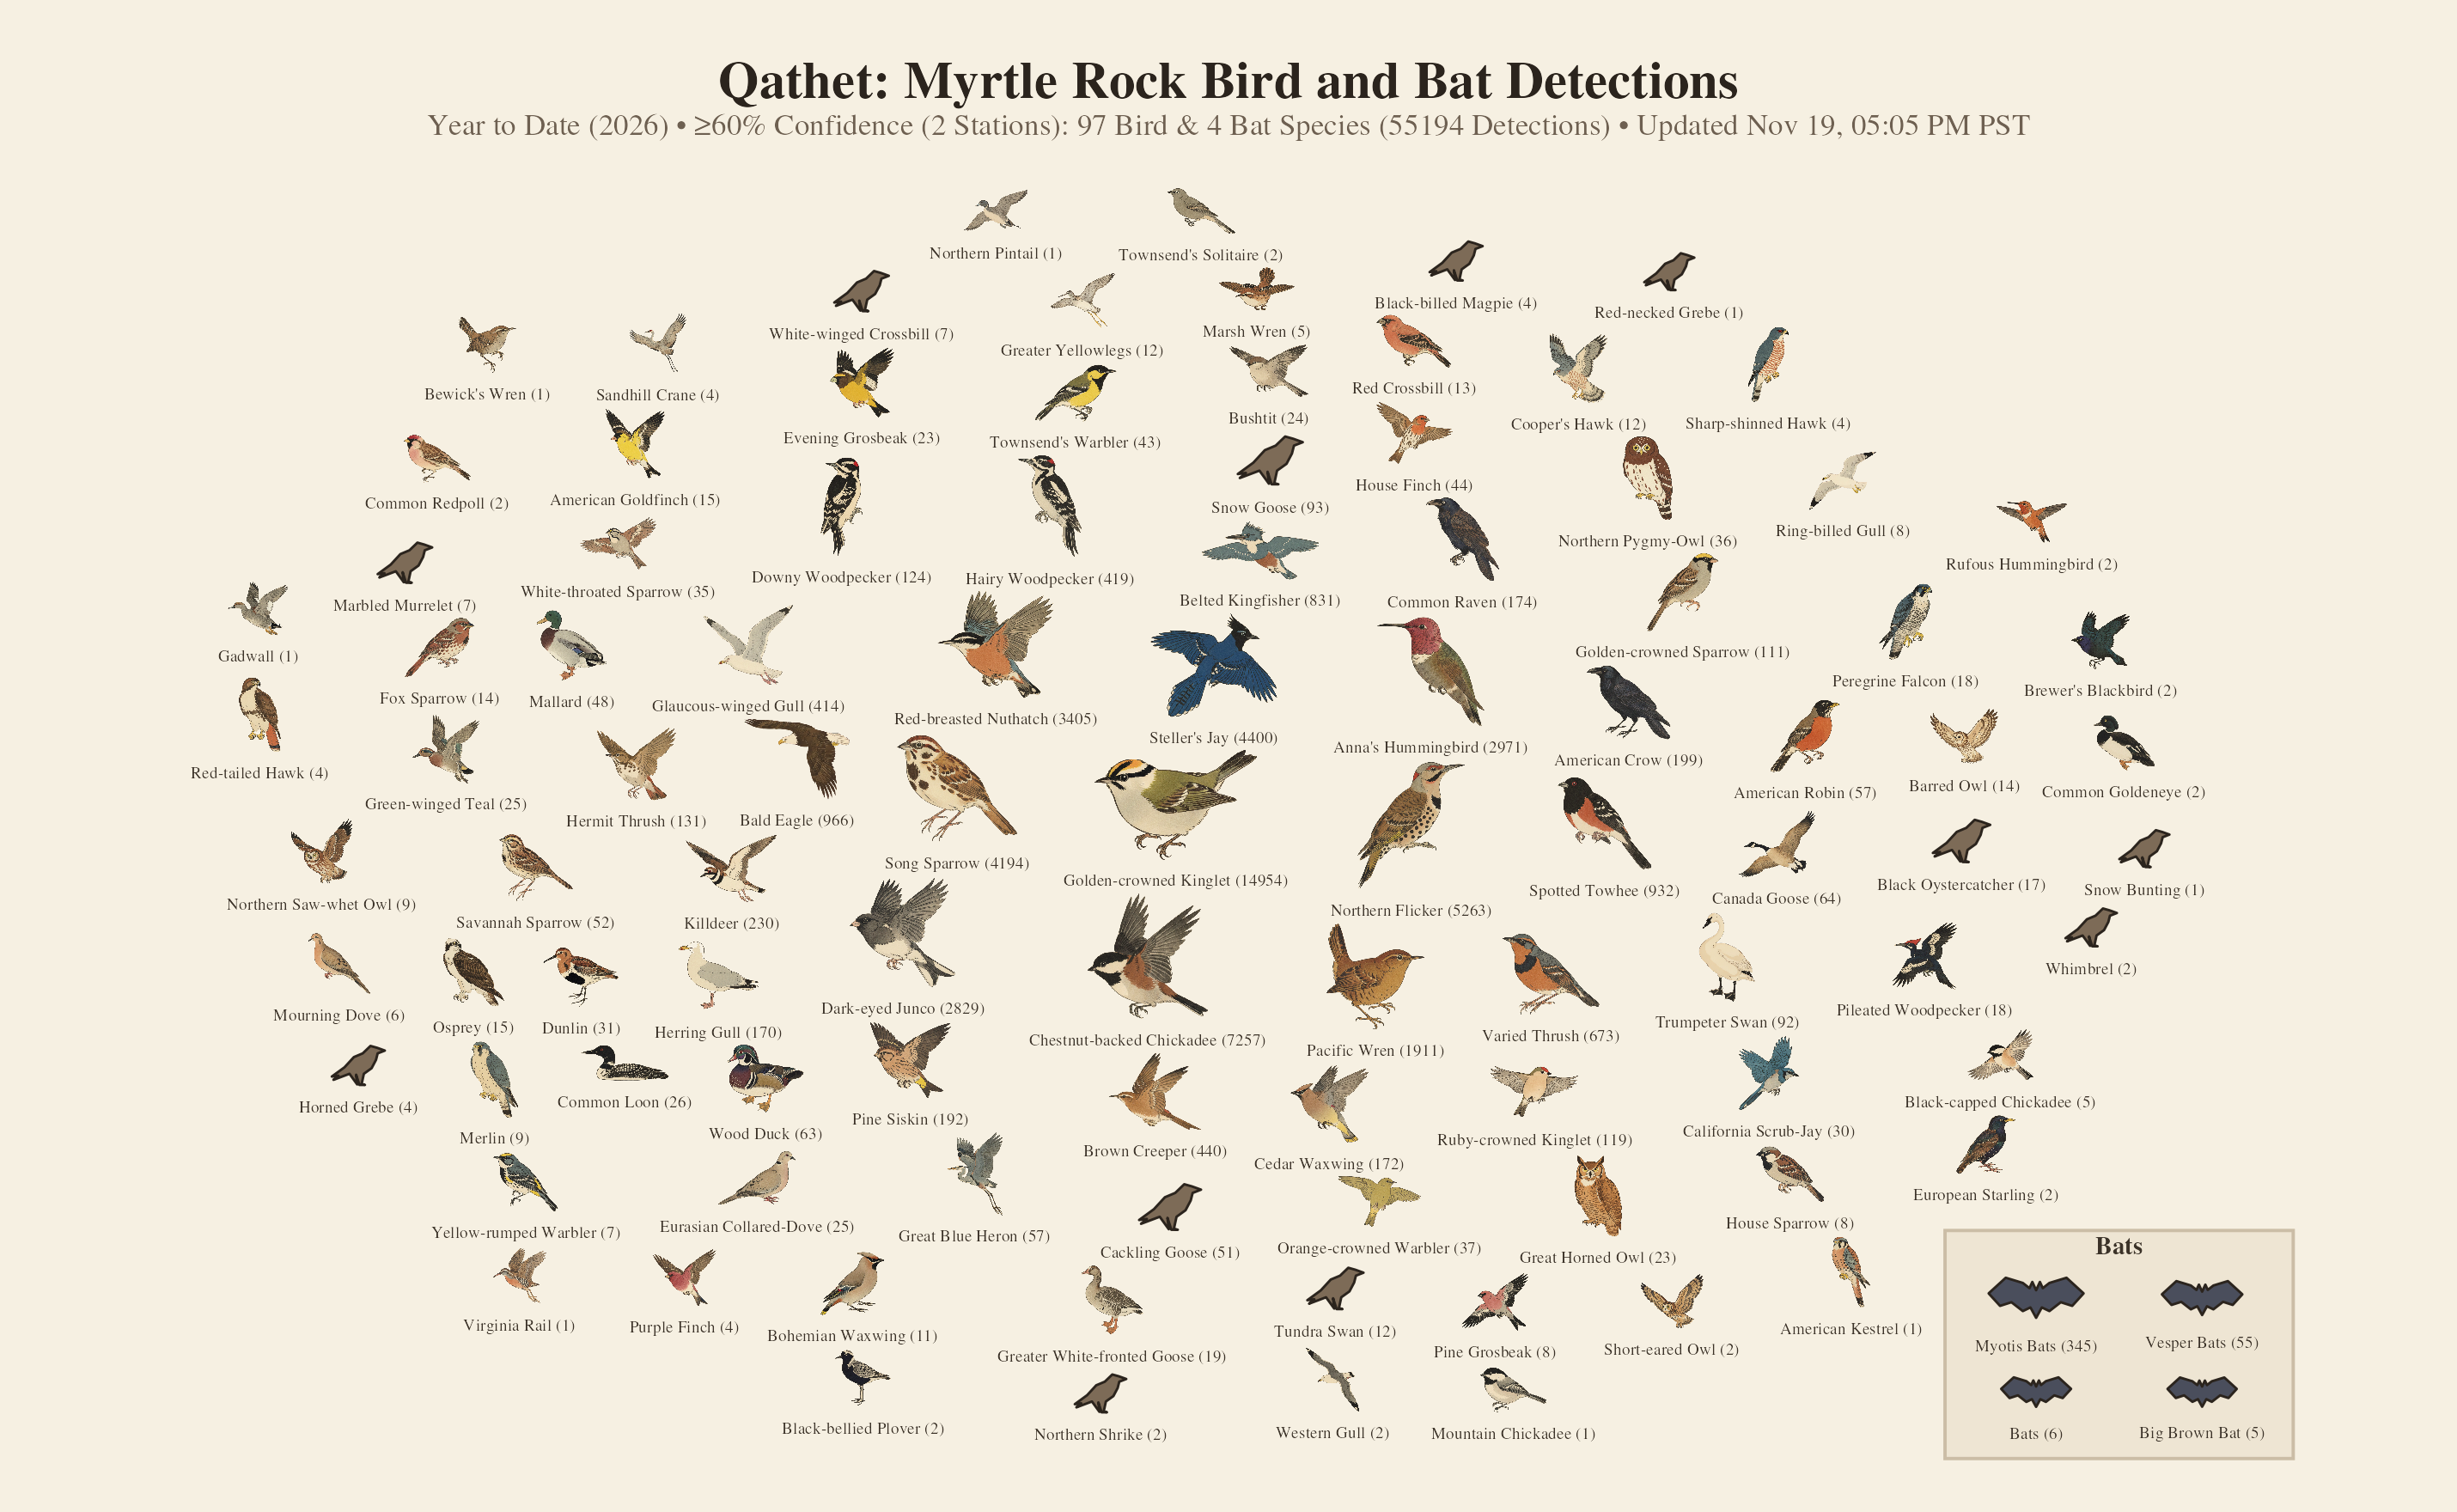 Qathet: Myrtle Rock Bird and Bat Detections
Year to Date (2026) • ≥60% Confidence (2 Stations): 97 Bird & 4 Bat Species (55194 Detections) • Updated Nov 19, 05:05 PM PST
Northern Pintail (1)
Townsend's Solitaire (2)
Black-billed Magpie (4)
Red-necked Grebe (1)
White-winged Crossbill (7)
Greater Yellowlegs (12)
Marsh Wren (5)
Bewick's Wren (1)
Sandhill Crane (4)
Red Crossbill (13)
Cooper's Hawk (12)
Sharp-shinned Hawk (4)
Evening Grosbeak (23)
Townsend's Warbler (43)
Bushtit (24)
Common Redpoll (2)
American Goldfinch (15)
Snow Goose (93)
House Finch (44)
Northern Pygmy-Owl (36)
Ring-billed Gull (8)
Rufous Hummingbird (2)
Marbled Murrelet (7)
White-throated Sparrow (35)
Downy Woodpecker (124)
Hairy Woodpecker (419)
Belted Kingfisher (831)
Common Raven (174)
Gadwall (1)
Golden-crowned Sparrow (111)
Fox Sparrow (14)
Mallard (48)
Glaucous-winged Gull (414)
Red-breasted Nuthatch (3405)
Steller's Jay (4400)
Anna's Hummingbird (2971)
Peregrine Falcon (18)
Brewer's Blackbird (2)
Red-tailed Hawk (4)
American Crow (199)
Green-winged Teal (25)
Hermit Thrush (131)
Bald Eagle (966)
American Robin (57)
Barred Owl (14)
Common Goldeneye (2)
Song Sparrow (4194)
Golden-crowned Kinglet (14954)
Spotted Towhee (932)
Black Oystercatcher (17)
Snow Bunting (1)
Northern Saw-whet Owl (9)
Savannah Sparrow (52)
Killdeer (230)
Northern Flicker (5263)
Canada Goose (64)
Whimbrel (2)
Mourning Dove (6)
Osprey (15)
Dunlin (31)
Herring Gull (170)
Dark-eyed Junco (2829)
Chestnut-backed Chickadee (7257)
Pacific Wren (1911)
Varied Thrush (673)
Trumpeter Swan (92)
Pileated Woodpecker (18)
Horned Grebe (4)
Merlin (9)
Common Loon (26)
Wood Duck (63)
Pine Siskin (192)
Brown Creeper (440)
Cedar Waxwing (172)
Ruby-crowned Kinglet (119)
California Scrub-Jay (30)
Black-capped Chickadee (5)
Yellow-rumped Warbler (7)
Eurasian Collared-Dove (25)
Great Blue Heron (57)
Cackling Goose (51)
Orange-crowned Warbler (37)
Great Horned Owl (23)
House Sparrow (8)
European Starling (2)
Virginia Rail (1)
Purple Finch (4)
Bohemian Waxwing (11)
Greater White-fronted Goose (19)
Tundra Swan (12)
Pine Grosbeak (8)
Short-eared Owl (2)
American Kestrel (1)
Black-bellied Plover (2)
Northern Shrike (2)
Western Gull (2)
Mountain Chickadee (1)
Bats
Myotis Bats (345)
Vesper Bats (55)
Bats (6)
Big Brown Bat (5)